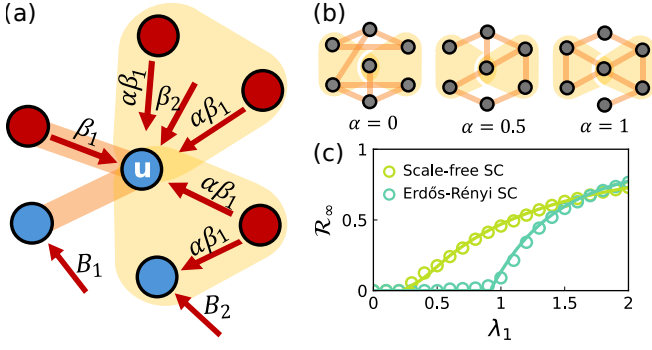 (a)
αβ₁
β₂
αβ₁
β₁
u
αβ₁
αβ₁
B₁
B₂
(b)
α = 0
α = 0.5
α = 1
(c)
1
0.5
0
ℛ∞
Scale-free SC
Erdős-Rényi SC
0 0.5 1 1.5 2
λ₁